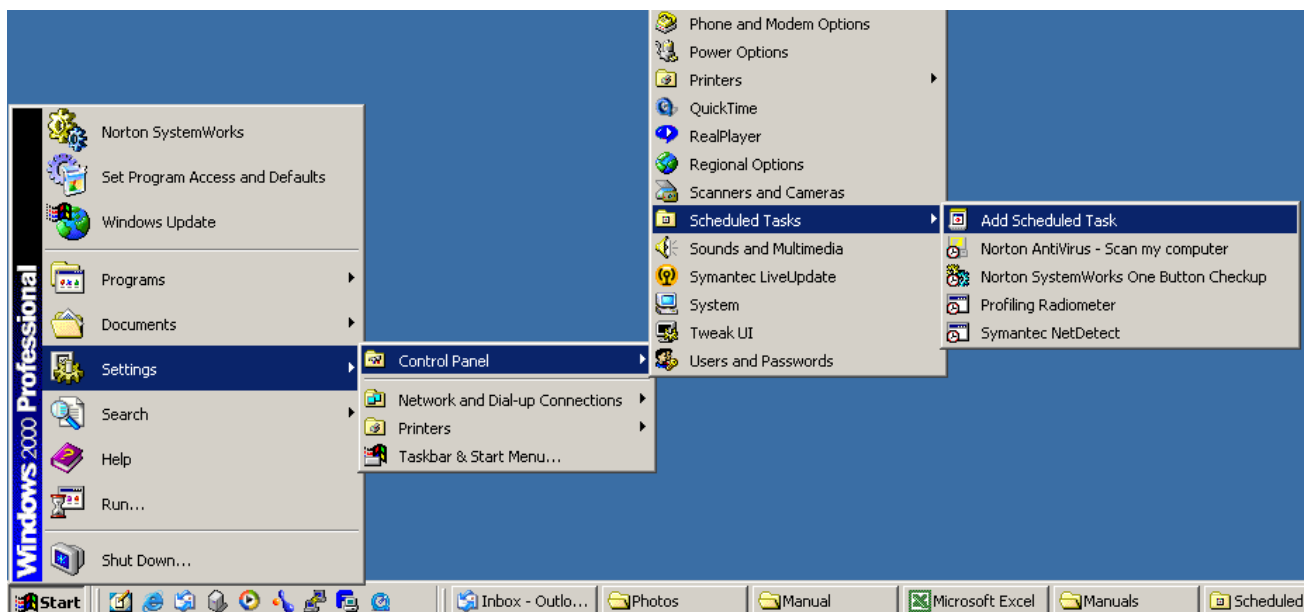 Phone and Modem Options
Power Options
Printers
QuickTime
RealPlayer
Regional Options
Scanners and Cameras
Scheduled Tasks
Sounds and Multimedia
Symantec LiveUpdate
System
Tweak UI
Users and Passwords
Add Scheduled Task
Norton AntiVirus - Scan my computer
Norton SystemWorks One Button Checkup
Profiling Radiometer
Symantec NetDetect
Windows 2000 Professional
Norton SystemWorks
Set Program Access and Defaults
Windows Update
Programs
Documents
Settings
Search
Help
Run...
Shut Down...
Control Panel
Network and Dial-up Connections
Printers
Taskbar & Start Menu...
Start
Inbox - Outlo...
Photos
Manual
Microsoft Excel
Manuals
Scheduled